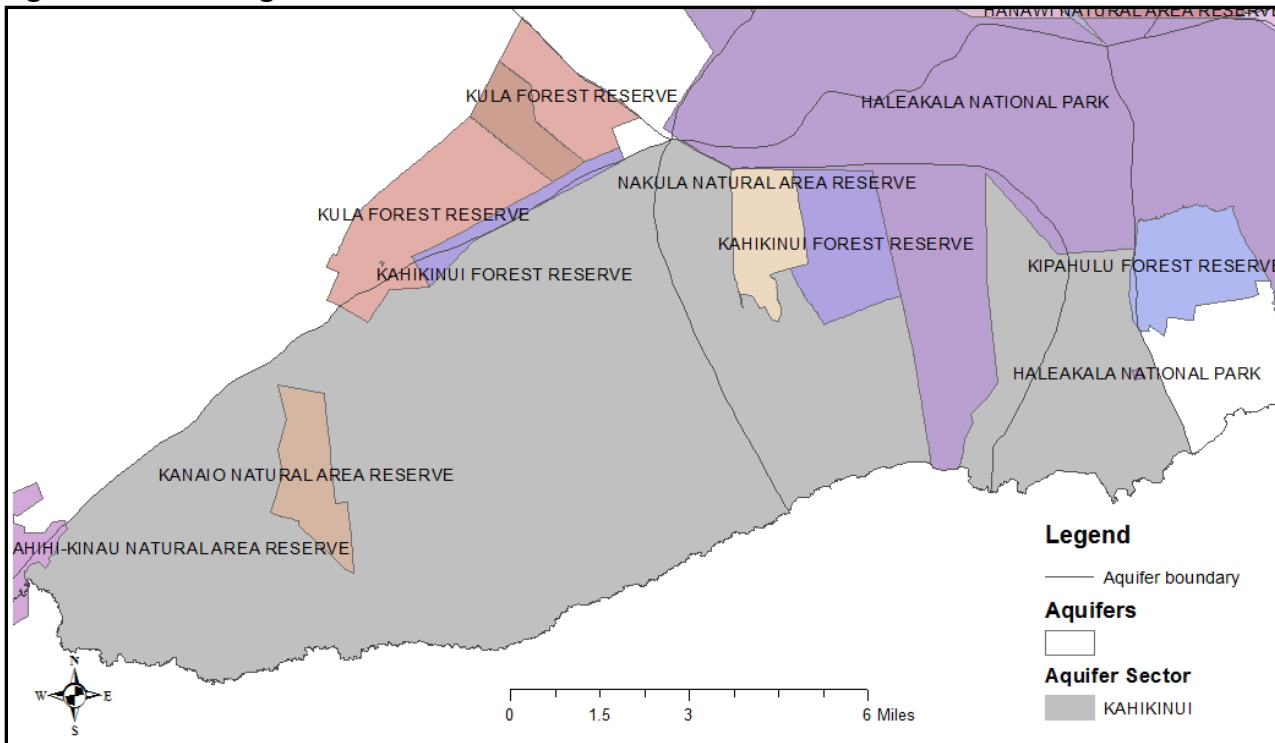 HANAWI NATURAL AREA RESERVE
KULA FOREST RESERVE
HALEAKALA NATIONAL PARK
NAKULA NATURAL AREA RESERVE
KULA FOREST RESERVE
KAHIKINUI FOREST RESERVE
KIPAHULU FOREST RESERVE
KAHIKINUI FOREST RESERVE
HALEAKALA NATIONAL PARK
KANAIO NATURAL AREA RESERVE
AHIHI-KINAU NATURAL AREA RESERVE
Legend
Aquifer boundary
Aquifers
Aquifer Sector
KAHIKINUI
N
W E
S
0 1.5 3 6 Miles